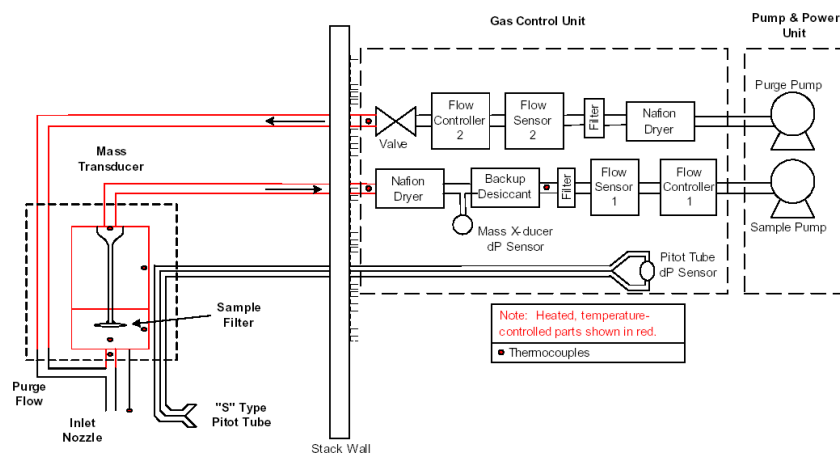 Gas Control Unit
Pump & Power
Unit
Purge Pump
Flow
Controller
2
Flow
Sensor
2
Filter
Nafion
Dryer
Valve
Mass
Transducer
Nafion
Dryer
Backup
Desiccant
Filter
Flow
Sensor
1
Flow
Controller
1
Sample Pump
Mass X-ducer
dP Sensor
Pitot Tube
dP Sensor
Sample
Filter
Note: Heated, temperature-
controlled parts shown in red.
Thermocouples
Purge
Flow
Inlet
Nozzle
"S" Type
Pitot Tube
Stack Wall